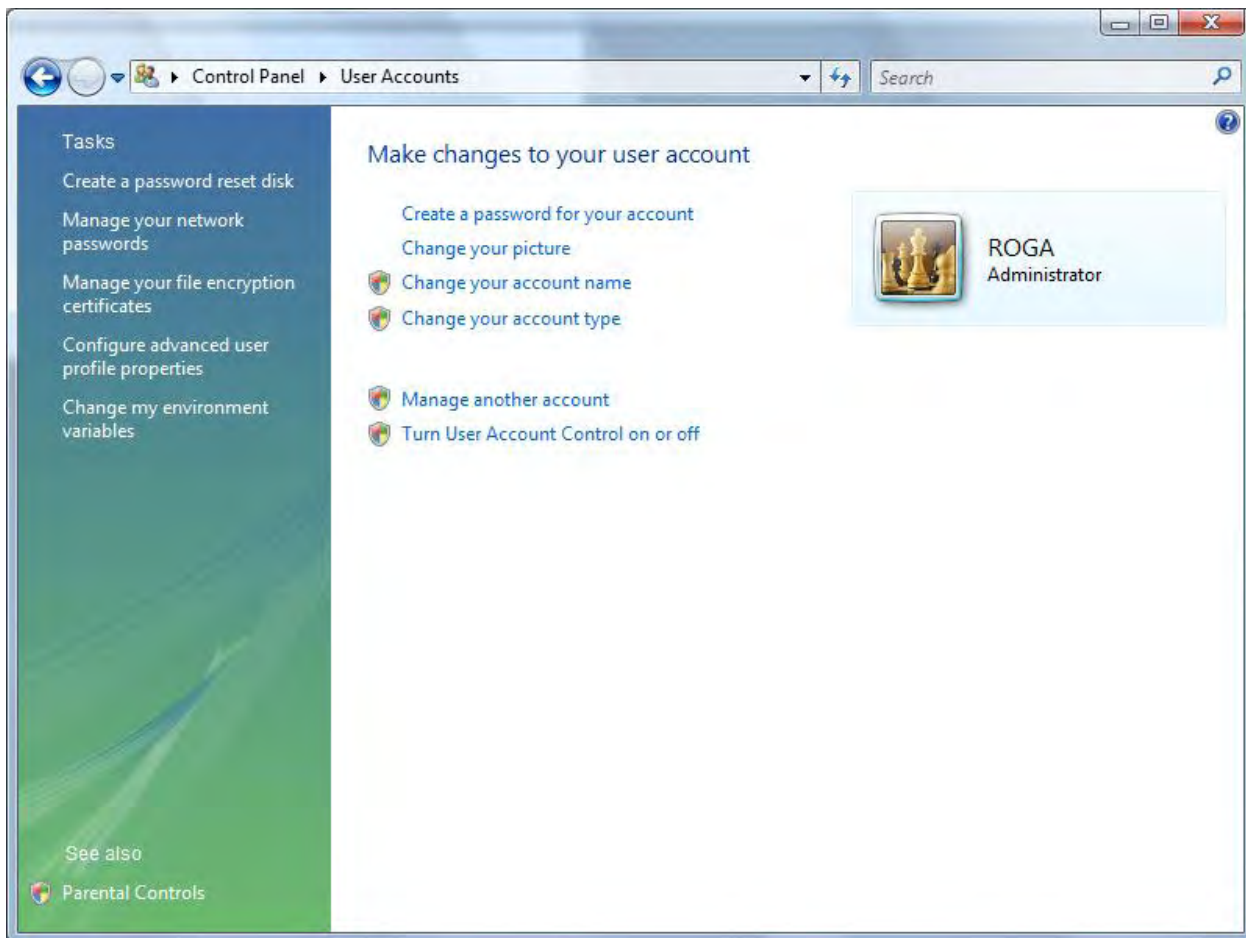 Control Panel
User Accounts
Search
Tasks
Create a password reset disk
Manage your network
passwords
Manage your file encryption
certificates
Configure advanced user
profile properties
Change my environment
variables
See also
Parental Controls
Make changes to your user account
Create a password for your account
Change your picture
Change your account name
Change your account type
Manage another account
Turn User Account Control on or off
ROGA
Administrator